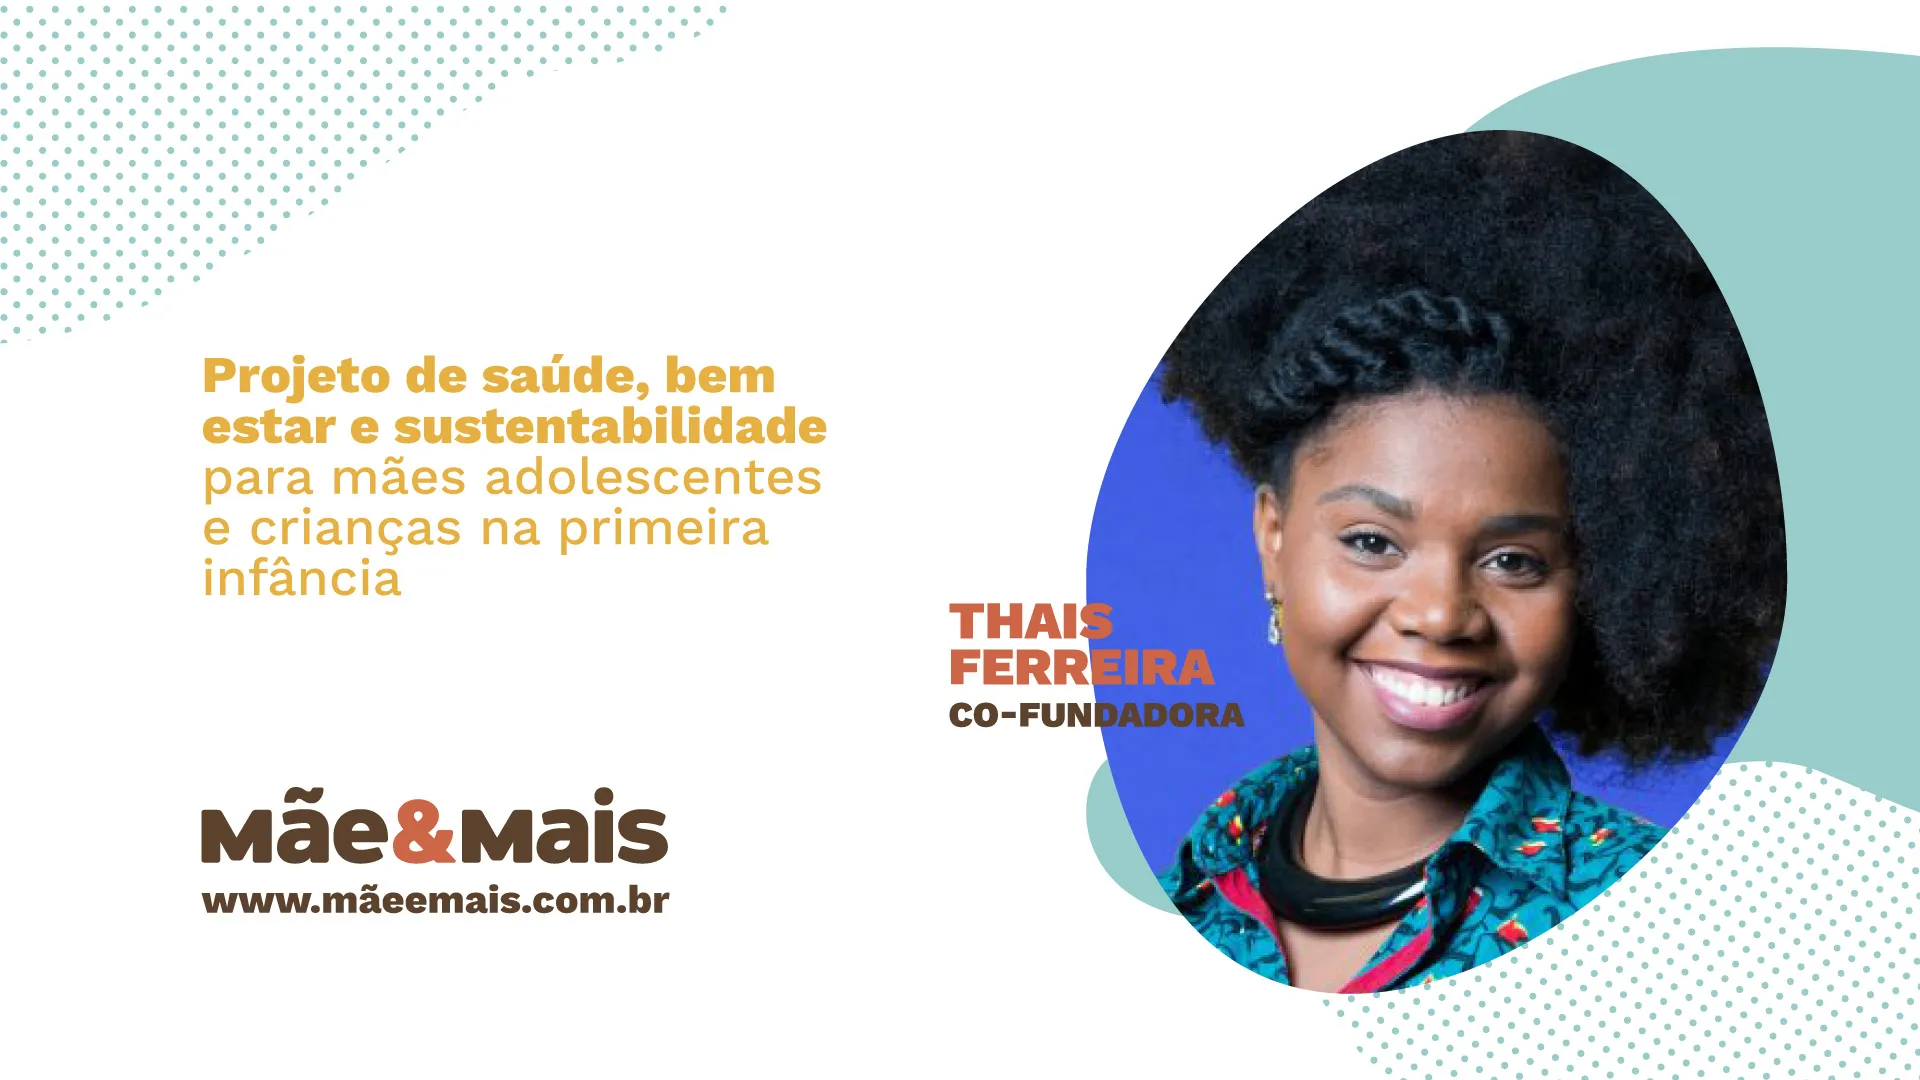 Projeto de saúde, bem
estar e sustentabilidade
para mães adolescentes
e crianças na primeira
infância
THAIS
FERREIRA
CO-FUNDADORA
mãe&mais
www.mãeemais.com.br